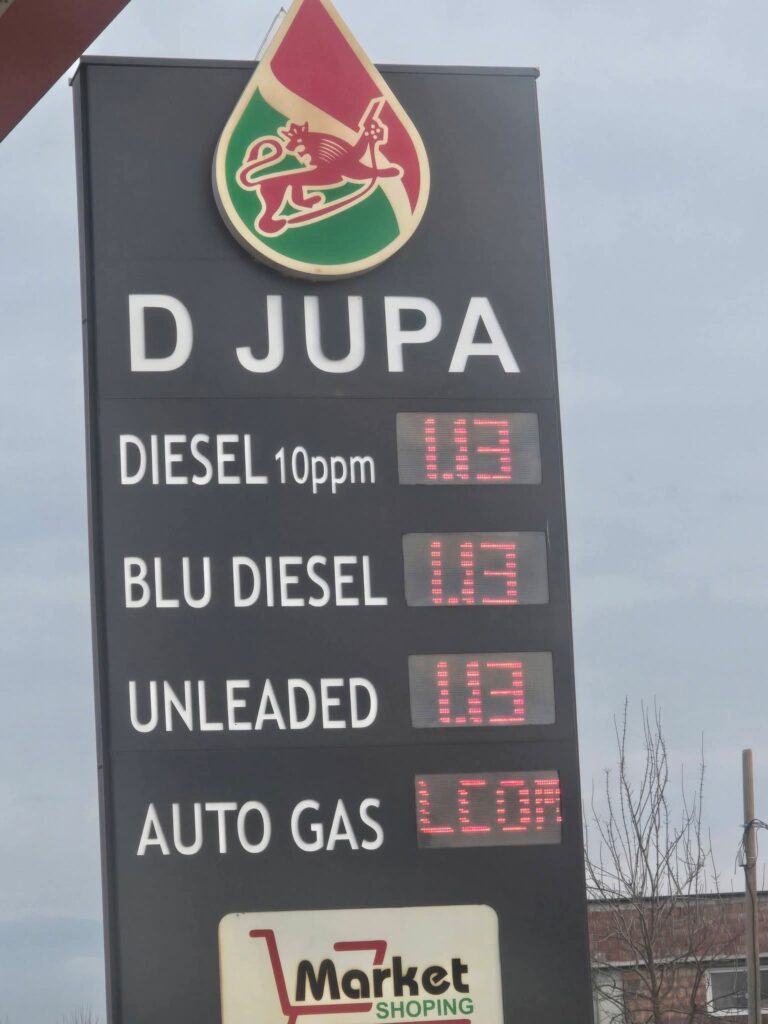 D JUPA
DIESEL 10ppm 1.13
BLU DIESEL 1.13
UNLEADED 1.13
AUTO GAS LCOM
Market
SHOPING